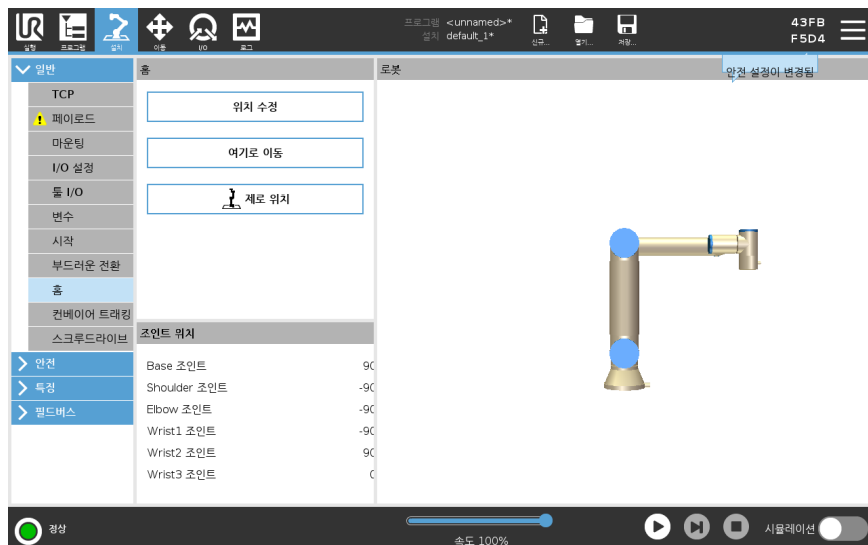 UR
실행 프로그램 설치 이동 I/O 로그
프로그램 <unnamed>*
설치 default_1*
신규... 열기... 저장...
43FB
F5D4
안전 설정이 변경됨
일반
TCP
페이로드
마운팅
I/O 설정
툴 I/O
변수
시작
부드러운 전환
홈
컨베이어 트래킹
스크루드라이브
안전
특징
필드버스
홈
위치 수정
여기로 이동
제로 위치
조인트 위치
Base 조인트 90
Shoulder 조인트 -90
Elbow 조인트 -90
Wrist1 조인트 -90
Wrist2 조인트 90
Wrist3 조인트 0
로봇
정상
속도 100%
시뮬레이션